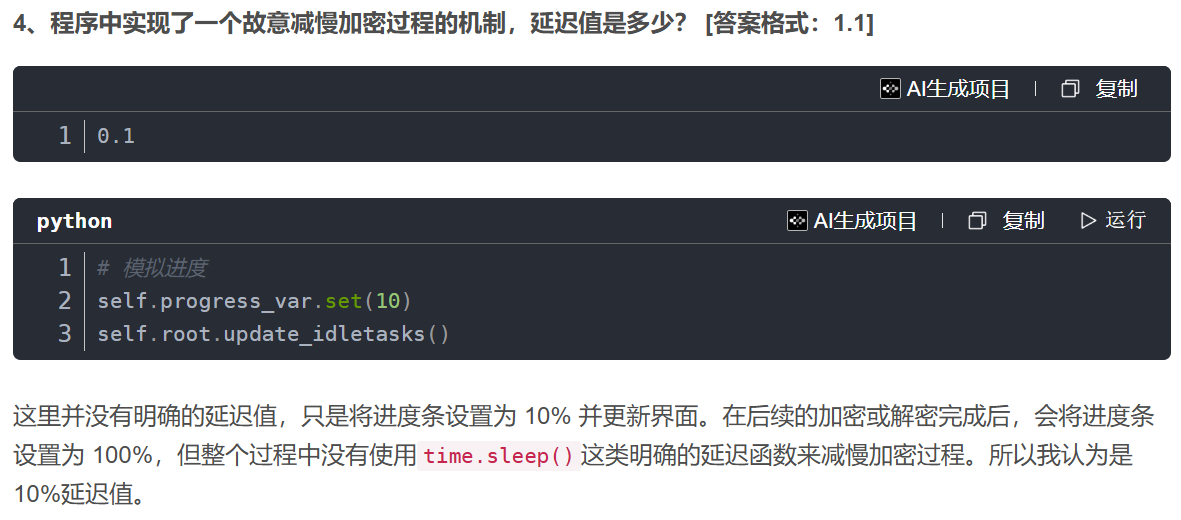 4、程序中实现了一个故意减慢加密过程的机制，延迟值是多少？ [答案格式：1.1]
AI生成项目 复制
1 0.1
python AI生成项目 复制 运行
1 # 模拟进度
2 self.progress_var.set(10)
3 self.root.update_idletasks()
这里并没有明确的延迟值，只是将进度条设置为 10% 并更新界面。在后续的加密或解密完成后，会将进度条
设置为 100%，但整个过程中没有使用time.sleep()这类明确的延迟函数来减慢加密过程。所以我认为是
10%延迟值。